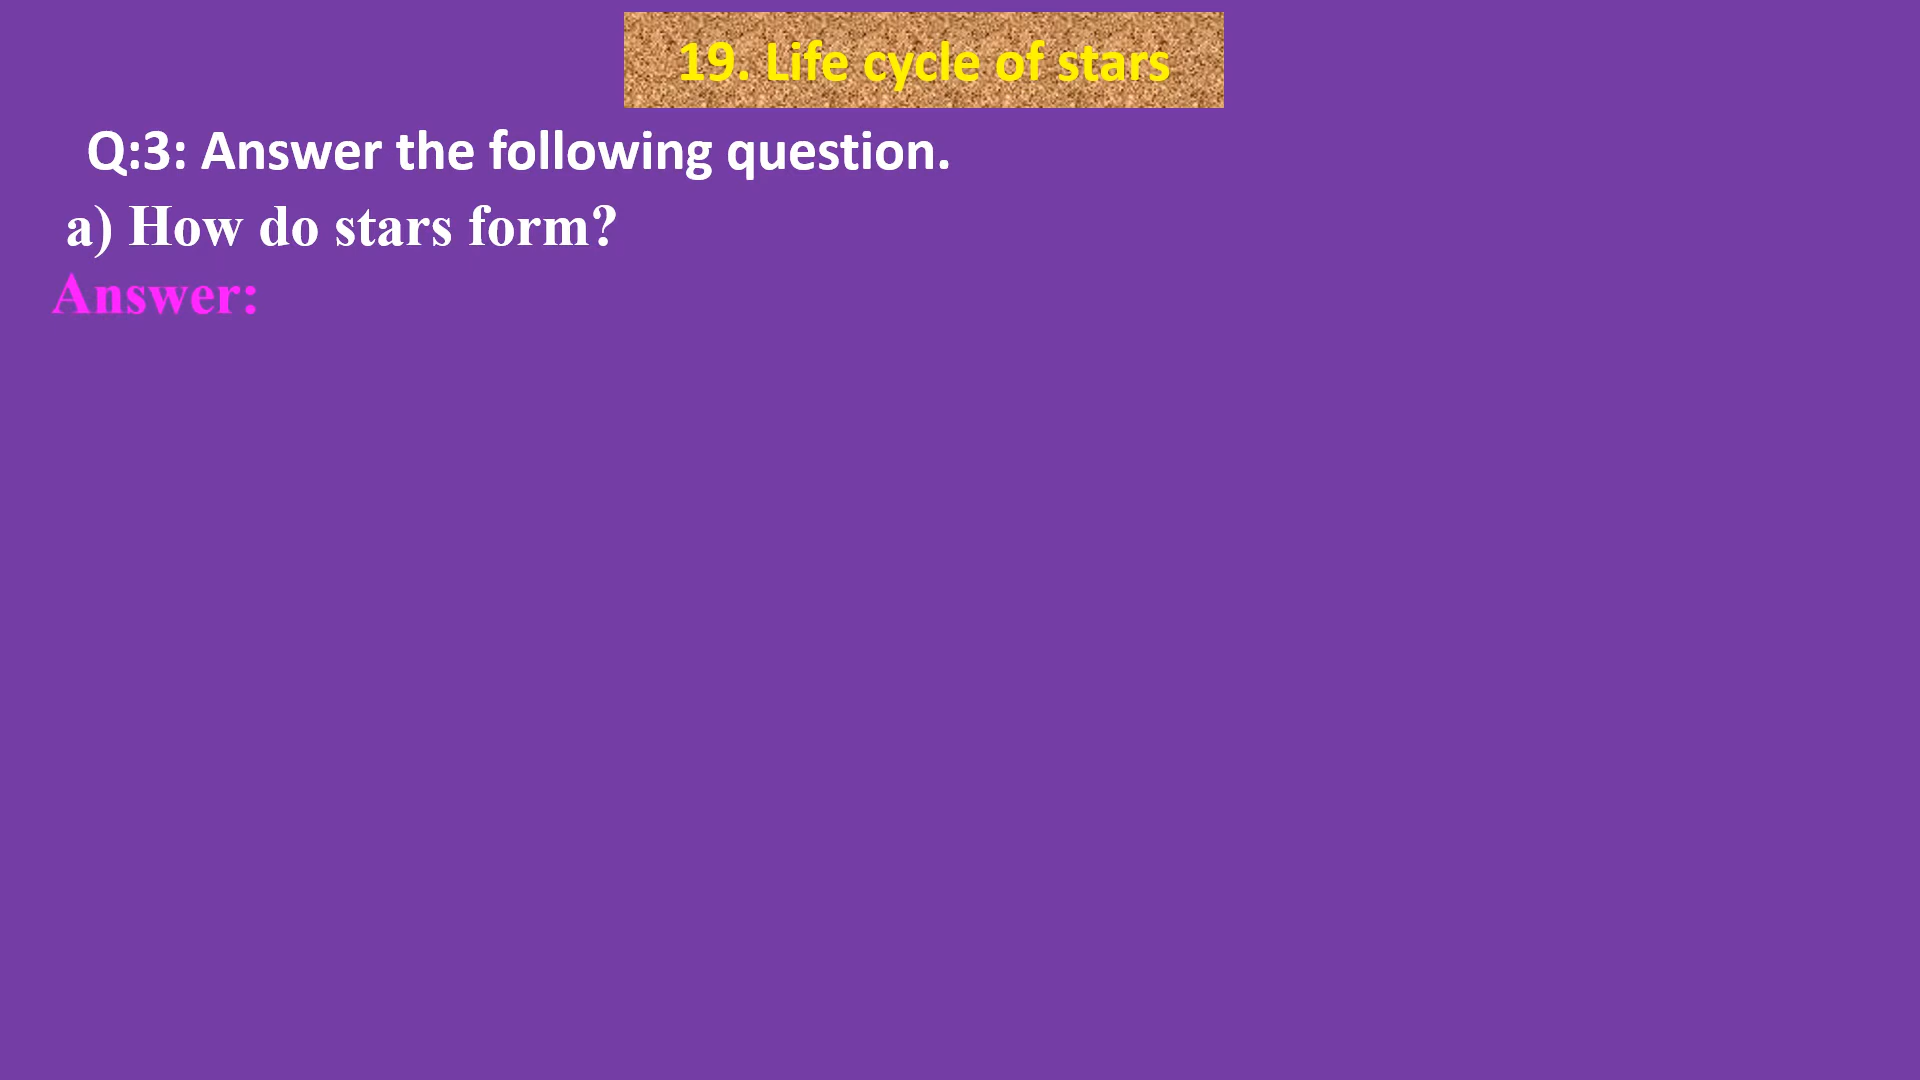 19. Life cycle of stars
Q:3: Answer the following question.
a) How do stars form?
Answer: